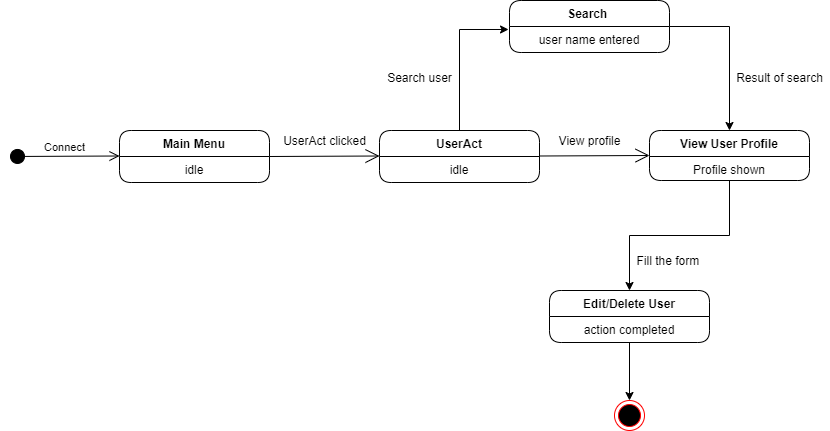 Search
user name entered
Search user
Result of search
Connect
Main Menu
idle
UserAct clicked
UserAct
idle
View profile
View User Profile
Profile shown
Fill the form
Edit/Delete User
action completed